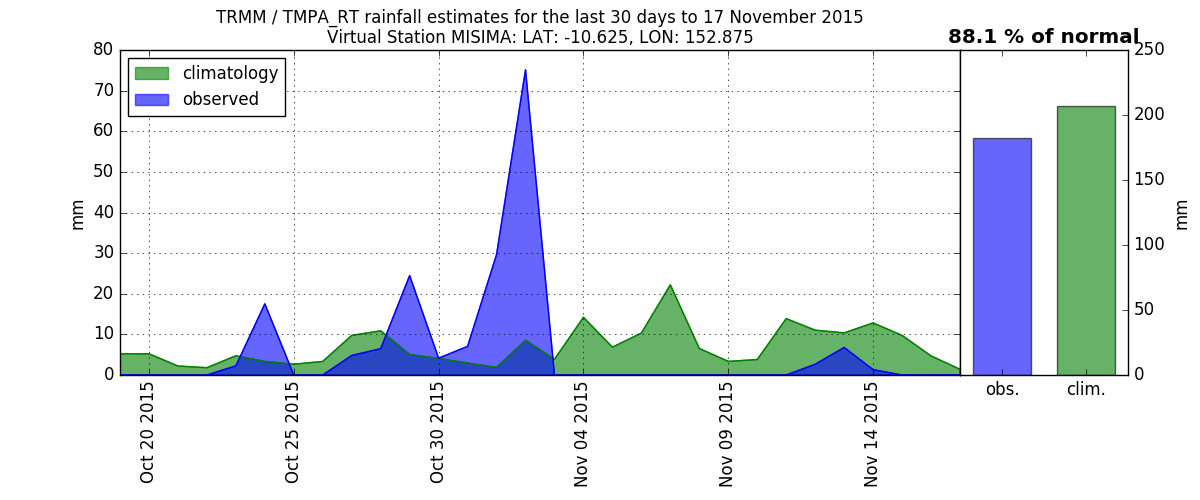 TRMM / TMPA_RT rainfall estimates for the last 30 days to 17 November 2015
Virtual Station MISIMA: LAT: -10.625, LON: 152.875
88.1 % of normal
climatology
observed
80
70
60
50
40
30
20
10
0
mm
Oct 20 2015
Oct 25 2015
Oct 30 2015
Nov 04 2015
Nov 09 2015
Nov 14 2015
obs.
clim.
250
200
150
100
50
0
mm